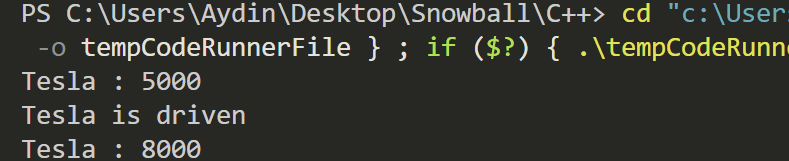 PS C:\Users\Aydin\Desktop\Snowball\C++> cd "c:\Users
-o tempCodeRunnerFile } ; if ($?) { .\tempCodeRunne
Tesla : 5000
Tesla is driven
Tesla : 8000